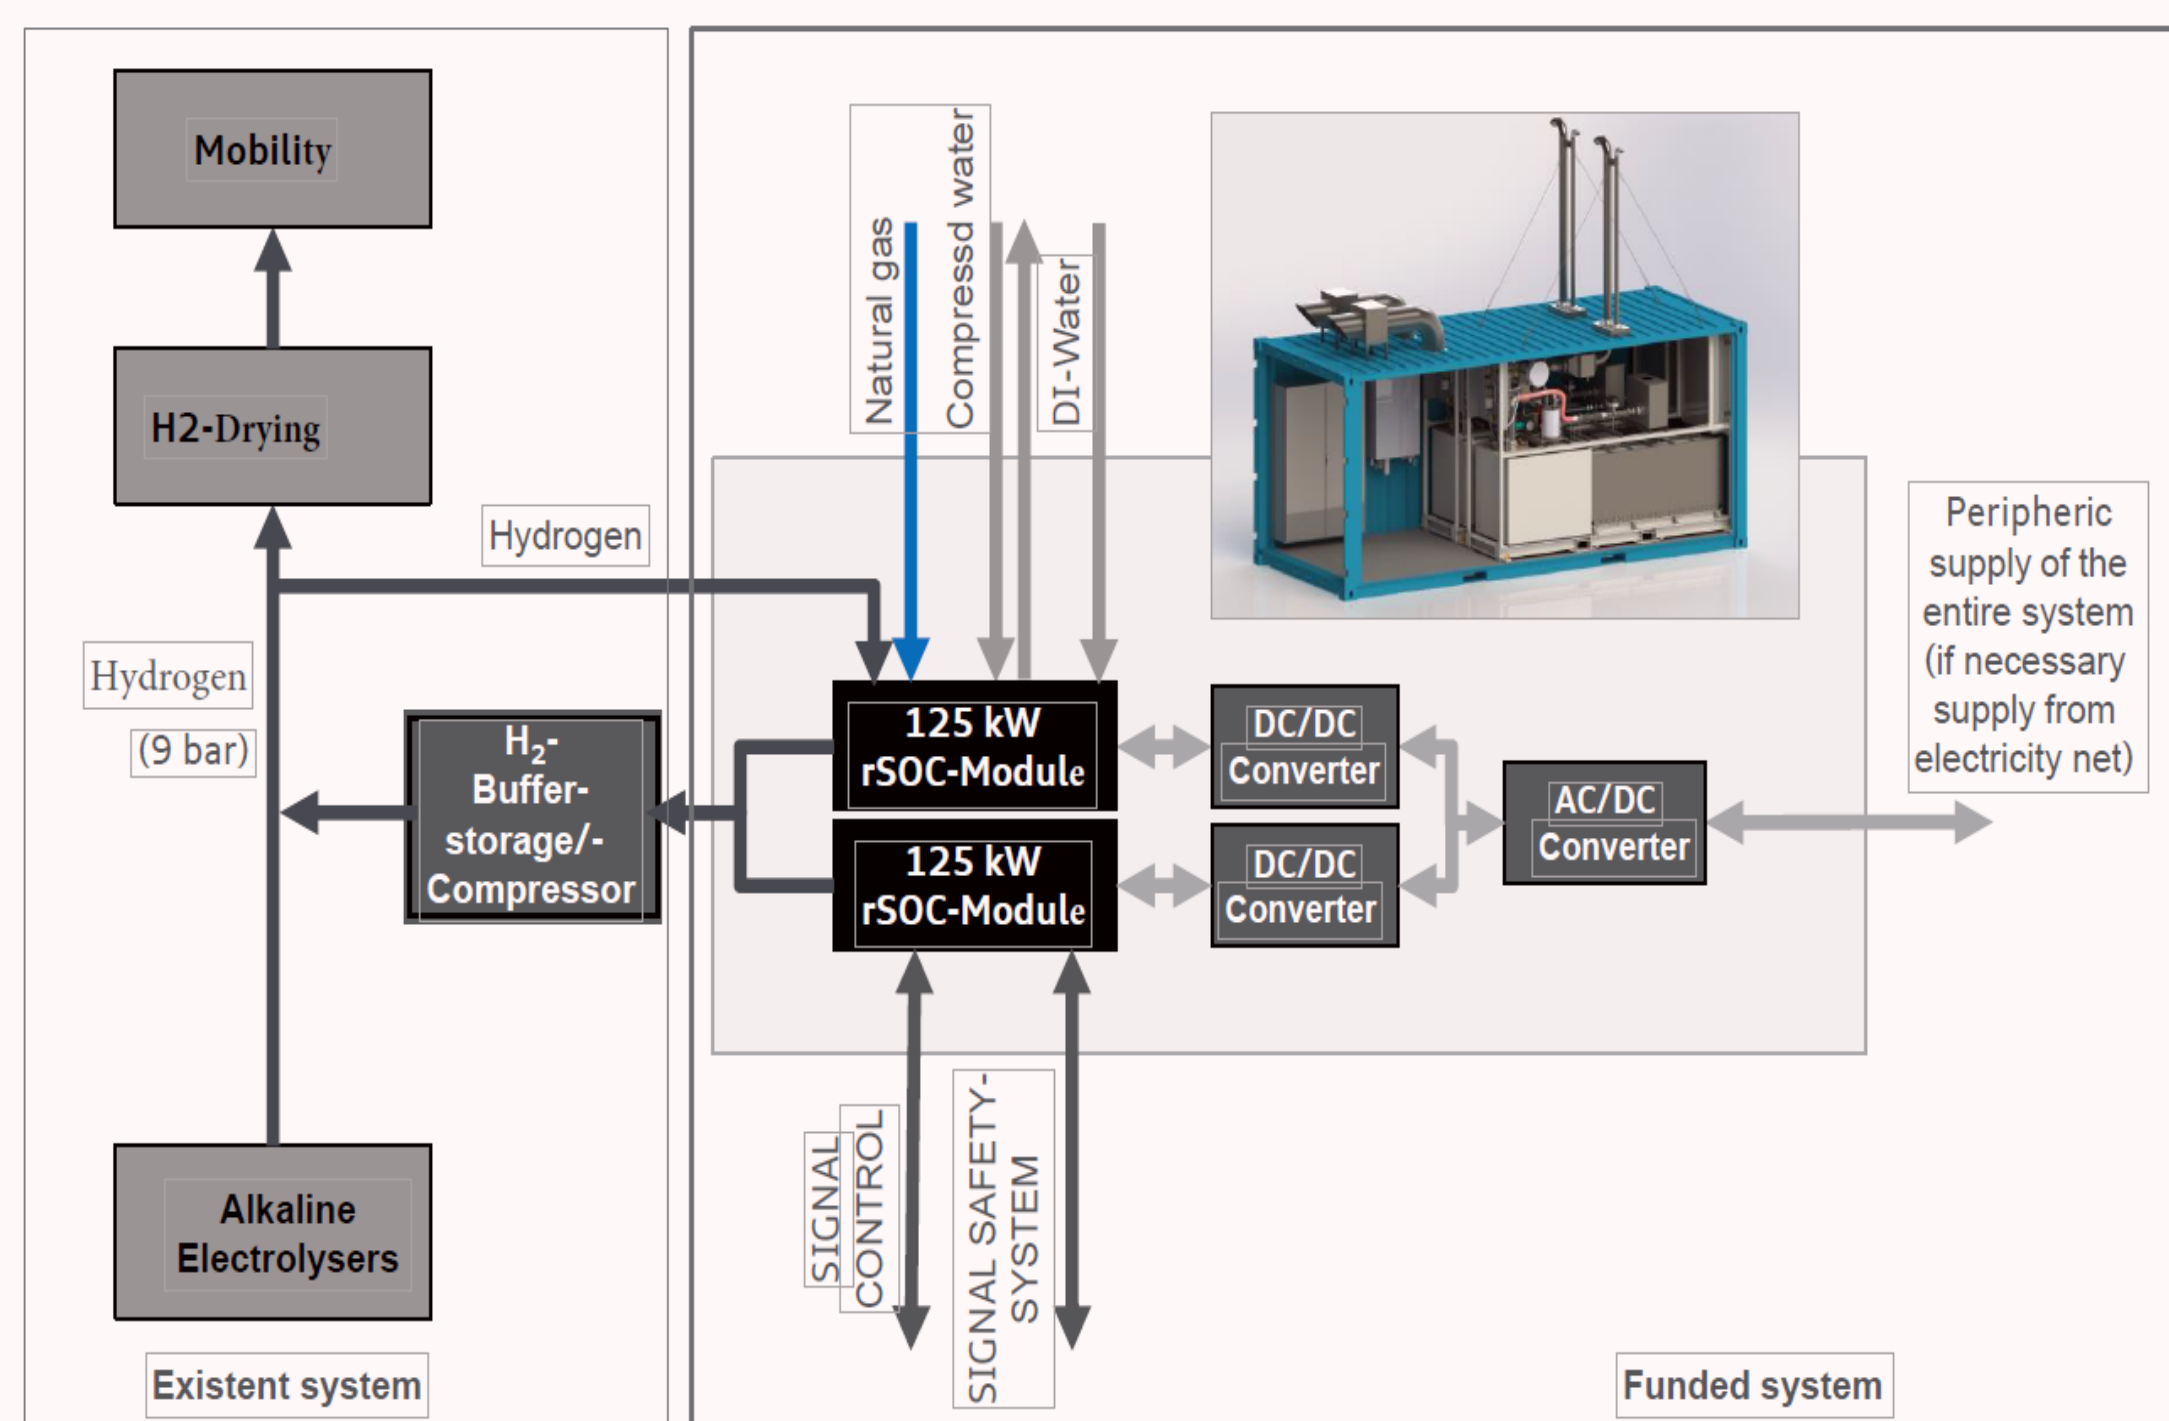 Mobility
H2-Drying
Hydrogen
Hydrogen
(9 bar)
H₂-
Buffer-
storage/-
Compressor
Alkaline
Electrolysers
Existent system
Natural gas
Compressd water
DI-Water
125 kW
rSOC-Module
125 kW
rSOC-Module
DC/DC
Converter
DC/DC
Converter
AC/DC
Converter
Peripheric
supply of the
entire system
(if necessary
supply from
electricity net)
SIGNAL
CONTROL
SIGNAL SAFETY-
SYSTEM
Funded system